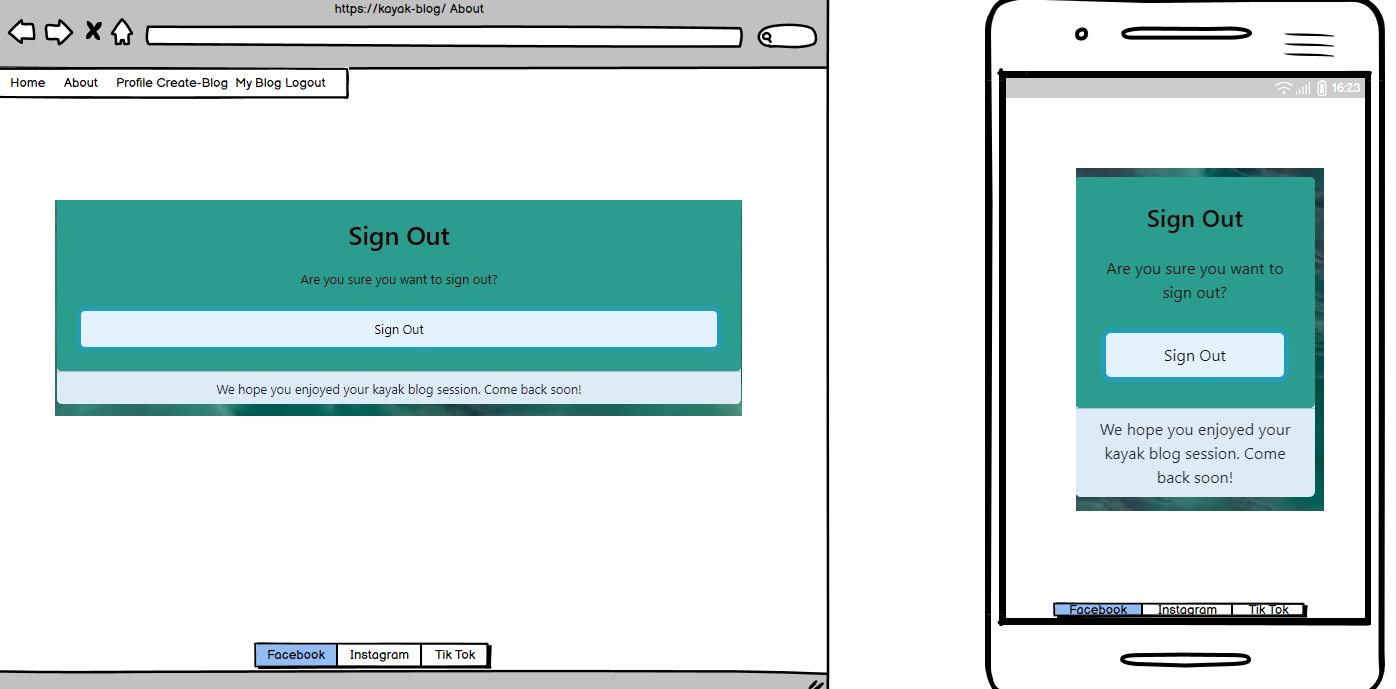 https://kayak-blog/ About
Home About Profile Create-Blog My Blog Logout
Sign Out
Are you sure you want to sign out?
Sign Out
We hope you enjoyed your kayak blog session. Come back soon!
Facebook Instagram Tik Tok
16:23
Sign Out
Are you sure you want to
sign out?
Sign Out
We hope you enjoyed your
kayak blog session. Come
back soon!
Facebook Instagram Tik Tok